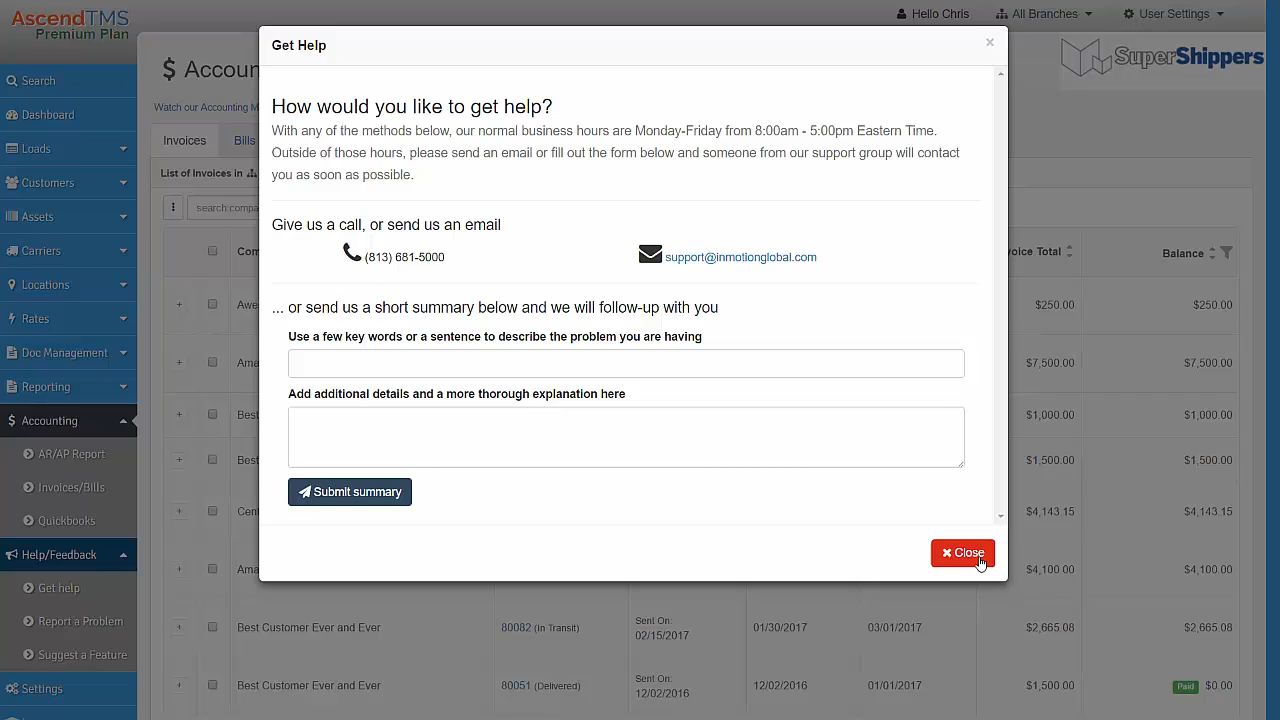 AscendTMS
Premium Plan
Hello Chris
All Branches
User Settings
SuperShippers
Search
Dashboard
Loads
Customers
Assets
Carriers
Locations
Rates
Doc Management
Reporting
$ Accounting
AR/AP Report
Invoices/Bills
Quickbooks
Help/Feedback
Get help
Report a Problem
Suggest a Feature
Settings
$ Accoun
Watch our Accounting M
Invoices
Bills
List of Invoices in
search compa
Com
voice Total
Balance
+ Awe $250.00 $250.00
+ Ama $7,500.00 $7,500.00
Best $1,000.00 $1,000.00
+ Best $1,500.00 $1,500.00
+ Cent $4,143.15 $4,143.15
+ Ama $4,100.00 $4,100.00
+ Best Customer Ever and Ever 80082 (In Transit) Sent On: 02/15/2017 01/30/2017 03/01/2017 $2,665.08 $2,665.08
+ Best Customer Ever and Ever 80051 (Delivered) Sent On: 12/02/2016 12/02/2016 01/01/2017 $1,500.00 Paid $0.00
Get Help
×
How would you like to get help?
With any of the methods below, our normal business hours are Monday-Friday from 8:00am - 5:00pm Eastern Time.
Outside of those hours, please send an email or fill out the form below and someone from our support group will contact
you as soon as possible.
Give us a call, or send us an email
(813) 681-5000
support@inmotionglobal.com
... or send us a short summary below and we will follow-up with you
Use a few key words or a sentence to describe the problem you are having
Add additional details and a more thorough explanation here
Submit summary
Close